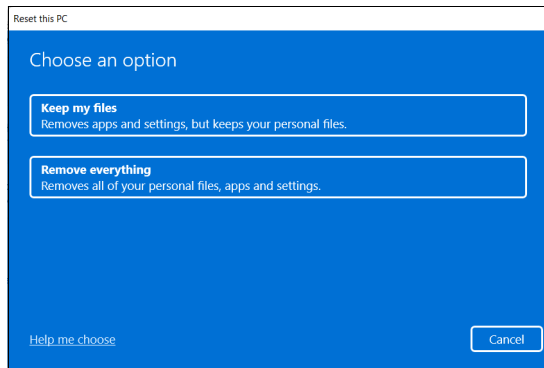 Reset this PC
Choose an option
Keep my files
Removes apps and settings, but keeps your personal files.
Remove everything
Removes all of your personal files, apps and settings.
Help me choose
Cancel